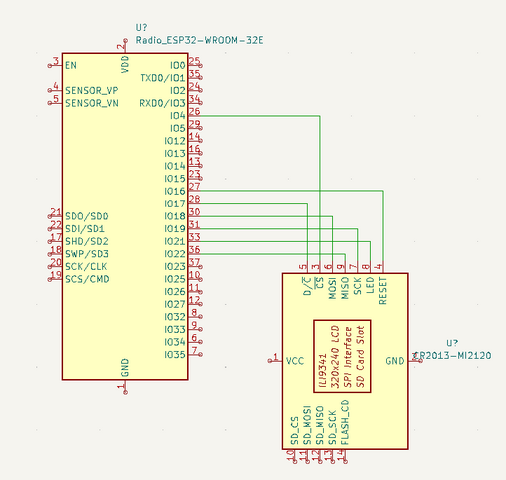 U?
Radio_ESP32-WROOM-32E
2
VDD
3 EN IO0 25
TXD0/IO1 35
4 SENSOR_VP IO2 24
5 SENSOR_VN RXD0/IO3 34
IO4 26
IO5 29
IO12 14
IO13 16
IO14 13
IO15 23
IO16 27
IO17 28
21 SDO/SD0 IO18 30
22 SDI/SD1 IO19 31
17 SHD/SD2 IO21 33
18 SWP/SD3 IO22 36
20 SCK/CLK IO23 37
19 SCS/CMD IO25 10
IO26 11
IO27 12
IO32 8
IO33 9
IO34 6
IO35 7
GND
1
5 3 6 9 7 8 4
D/C CS MOSI MISO SCK LED RESET
ILI9341
320x240 LCD
SPI Interface
SD Card Slot
1 VCC GND
U?
CR2013-MI2120
SD_CS SD_MOSI SD_MISO SD_SCK FLASH_CD
10 11 12 13 14